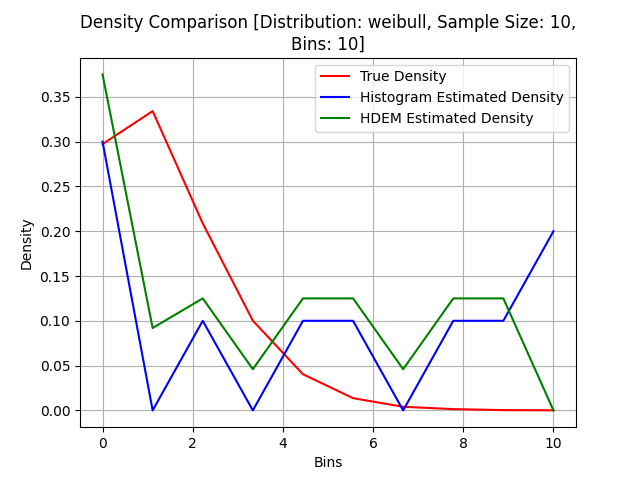 Density Comparison [Distribution: weibull, Sample Size: 10,
Bins: 10]
True Density
Histogram Estimated Density
HDEM Estimated Density
Density
0.35
0.30
0.25
0.20
0.15
0.10
0.05
0.00
0 2 4 6 8 10
Bins